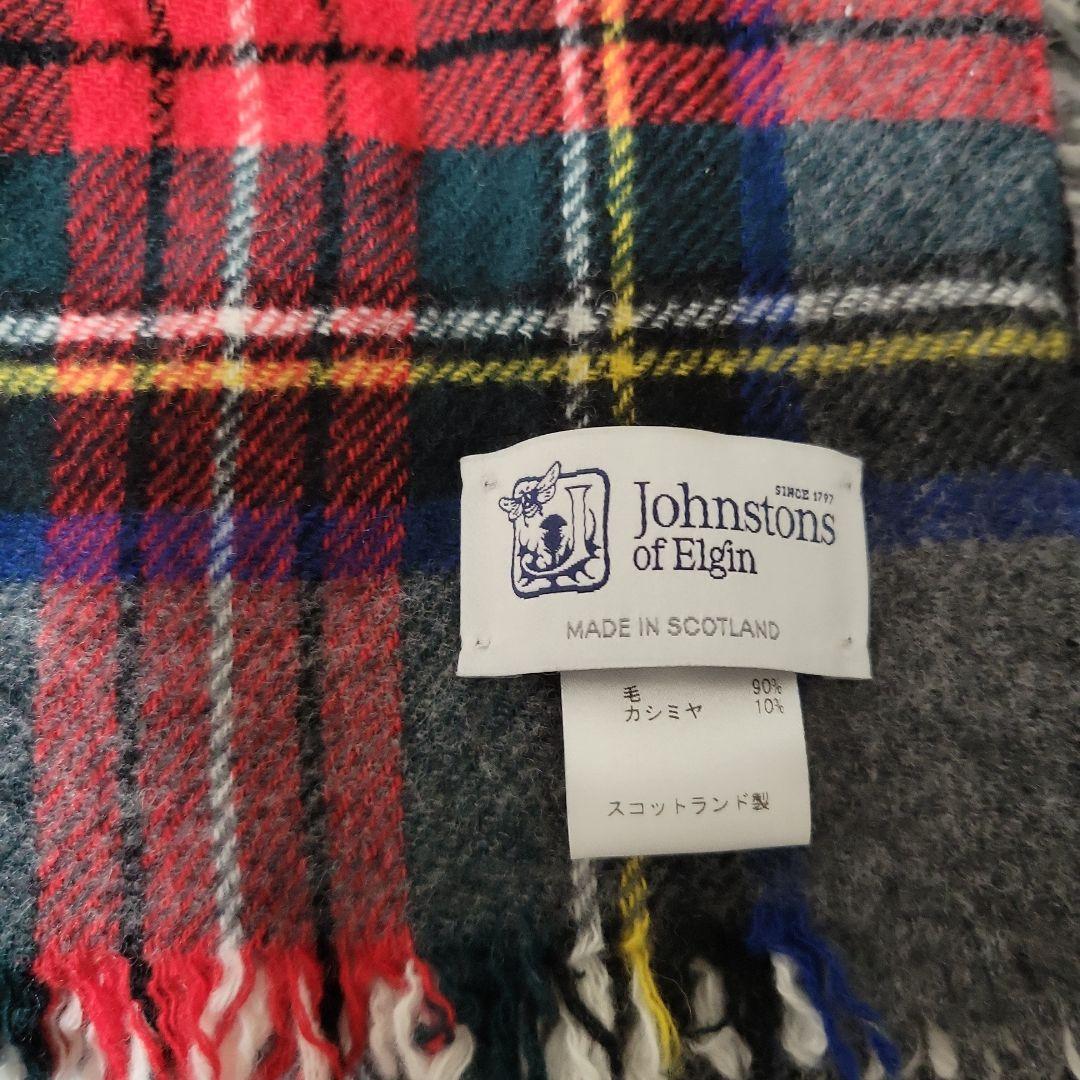 SINCE 1797
Johnstons
of Elgin
MADE IN SCOTLAND
毛 90%
カシミヤ 10%
スコットランド製